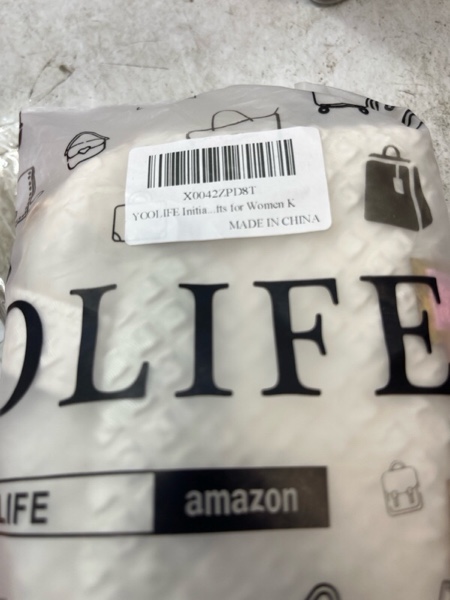 X0042ZPD8T
YOOLIFE Initia...fts for Women K
MADE IN CHINA
OLIFE
LIFE amazon